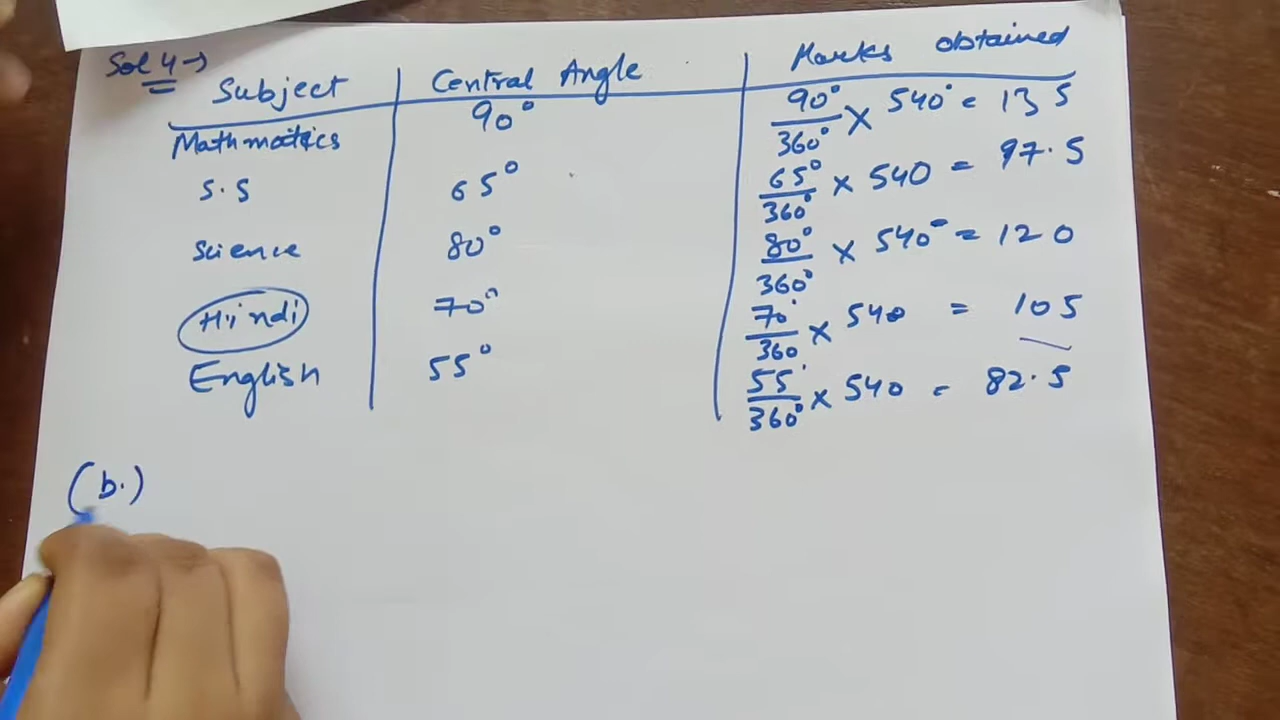 Sol 4→
Subject | Central Angle | Marks obtained
Mathmatics 90° 90°/360° × 540° = 135
S.S 65° 65°/360° × 540 = 97.5
Science 80° 80°/360° × 540° = 120
Hindi 70° 70°/360 × 540 = 105
English 55° 55°/360° × 540 = 82.5
(b.)